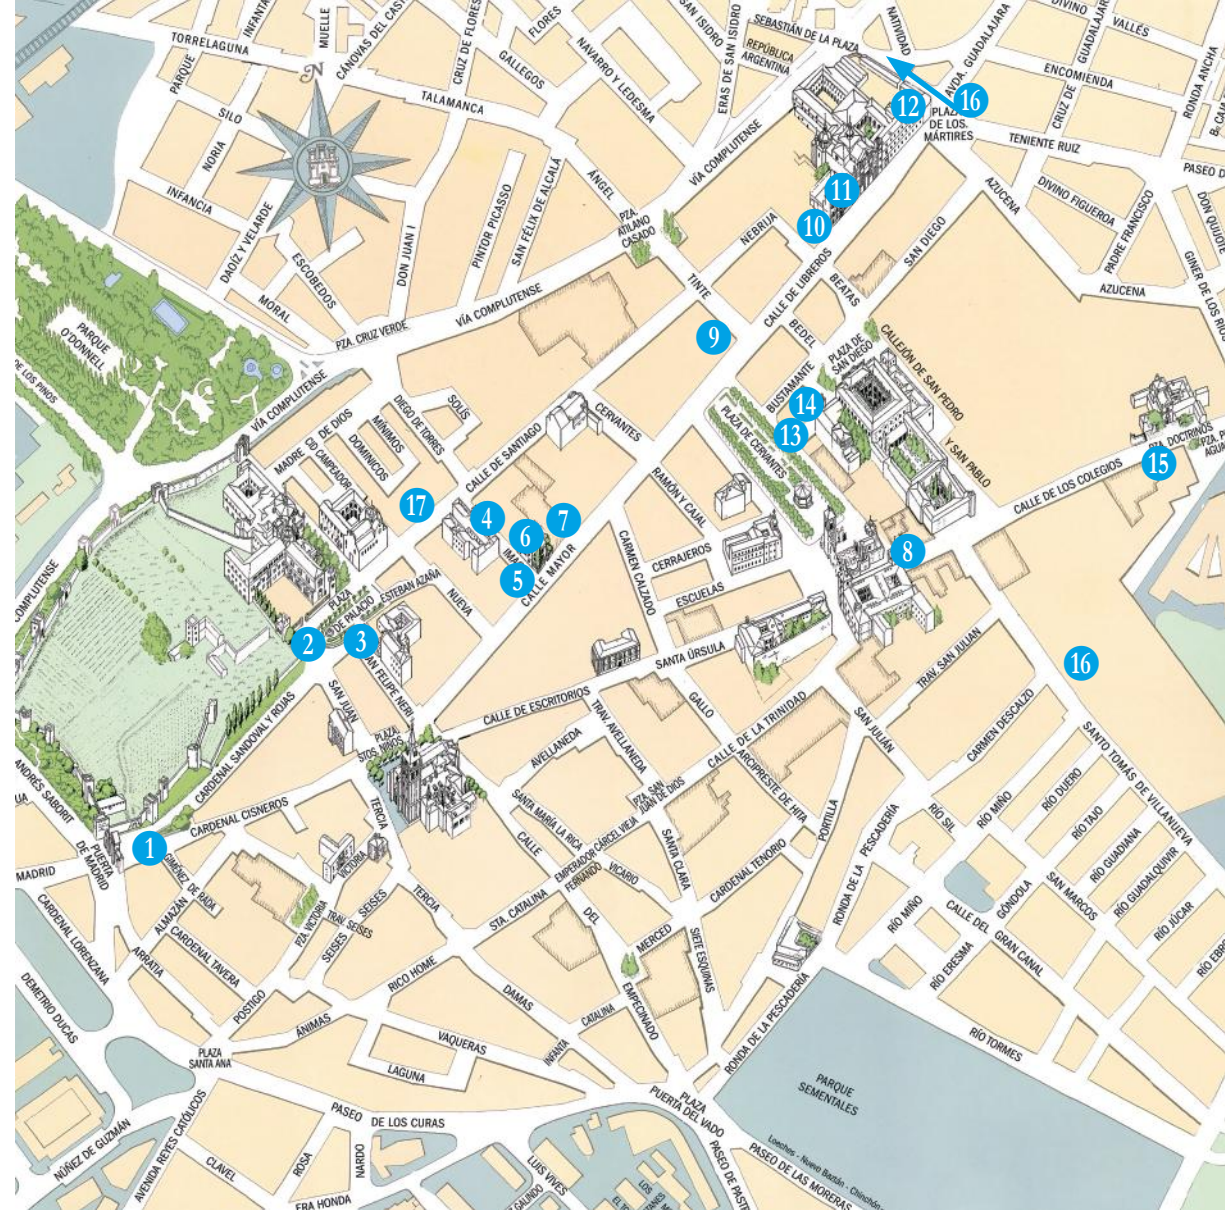 TORRELAGUNA
INFANTA
MUELLE
CÁNOVAS DEL CAST
CRUZ DE FLORES
FLORES
GALLEGOS
NAVARRO Y LEDESMA
SAN ISIDRO
ERAS DE SAN ISIDRO
SEBASTIÁN DE LA PLAZA
REPÚBLICA
ARGENTINA
NATIVIDAD
AVDA. GUADALAJARA
DIVINO
VALLÉS
GUADALAJAR
ENCOMIENDA
CRUZ DE
RONDA ANCHA
PARQUE
SILO
NORIA
INFANCIA
N
TALAMANCA
12
16
PLAZA
DE LOS
MÁRTIRES
TENIENTE RUIZ
PASEO D
VÍA COMPLUTENSE
ÁNGEL
PZA.
ATILANO
CASADO
DAOÍZ Y VELARDE
ESCOBEDOS
MORAL
DON JUAN I
PINTOR PICASSO
SAN FÉLIX DE ALCALÁ
11
10
NEBRIJA
AZUCENA
DIVINO FIGUEROA
PADRE FRANCISCO
DON QUIJOTE
GINER DE LOS RÍOS
AZUCENA
SAN DIEGO
BEATAS
CALLE DE LIBREROS
TINTE
BEDEL
VÍA COMPLUTENSE
PZA. CRUZ VERDE
PARQUE
O'DONNELL
DE LOS PINOS
VÍA COMPLUTENSE
9
PLAZA DE
SAN DIEGO
CALLEJÓN DE SAN PEDRO
Y SAN PABLO
BUSTAMANTE
14
13
PLAZA DE CERVANTES
SOLÍS
DIEGO DE TORRES
MÍNIMOS
DOMINICOS
CID CAMPEADOR
MADRE DE DIOS
CALLE DE SANTIAGO
CERVANTES
17
4
6
7
5
CALLE MAYOR
RAMÓN Y CAJAL
CERRAJEROS
ESCUELAS
CARMEN CALZADO
SANTA ÚRSULA
8
PZA. DOCTRINOS
15
CALLE DE LOS COLEGIOS
COMPLUTENSE
PLAZA
DE PALACIO
ESTEBAN AZAÑA
NUEVA
2
3
SAN FELIPE NERI
SAN JUAN
PLAZA
STOS. NIÑOS
CALLE DE ESCRITORIOS
AVELLANEDA
TRAV. AVELLANEDA
GALLO
CALLE DE LA TRINIDAD
ARCIPRESTE DE HITA
PZA. SAN
JUAN DE DIOS
TRAV. SAN JULIÁN
SAN JULIÁN
16
CARMEN DESCALZO
SANTO TOMÁS DE VILLANUEVA
CARDENAL SANDOVAL Y ROJAS
ANDRÉS SABORIT
1
PUERTA
DE MADRID
CARDENAL CISNEROS
TERCIA
SANTA MARÍA LA RICA
CALLE
DEL
EMPECINADO
EMPERADOR
CÁRCEL VIEJA
FERNANDO
VICARIO
SANTA CLARA
CARDENAL TENORIO
PORTILLA
RONDA DE LA PESCADERÍA
RÍO SIL
RÍO MIÑO
RÍO DUERO
RÍO TAJO
RÍO GUADIANA
RÍO GUADALQUIVIR
RÍO JÚCAR
RÍO EBR
SAN MARCOS
GÓNDOLA
RÍO MIÑO
RÍO ERESMA
CALLE DEL GRAN CANAL
RÍO TORMES
MADRID
CARDENAL LORENZANA
ARRATIA
ALMAZÁN
GIMÉNEZ DE RADA
CARDENAL TAVERA
POSTIGO
VICTORIA
PZA. VICTORIA
TRAV. SEISES
SEISES
SEISES
TERCIA
RICO HOME
STA. CATALINA
MERCED
SIETE ESQUINAS
DAMAS
CATALINA
INFANTA
VAQUERAS
LAGUNA
ÁNIMAS
DEMETRIO DUCAS
PLAZA
SANTA ANA
RONDA DE LA PESCADERÍA
PLAZA
PUERTA DEL VADO
PARQUE
SEMENTALES
PASEO
DE LOS CURAS
NÚÑEZ DE GUZMÁN
AVENIDA REYES CATÓLICOS
CLAVEL
ROSA
NARDO
ERA HONDA
LUIS VIVES
GALINDO
PASEO DE PAST
PASEO DE LAS MORERAS
Loeches - Nuevo Baztán - Chinchón